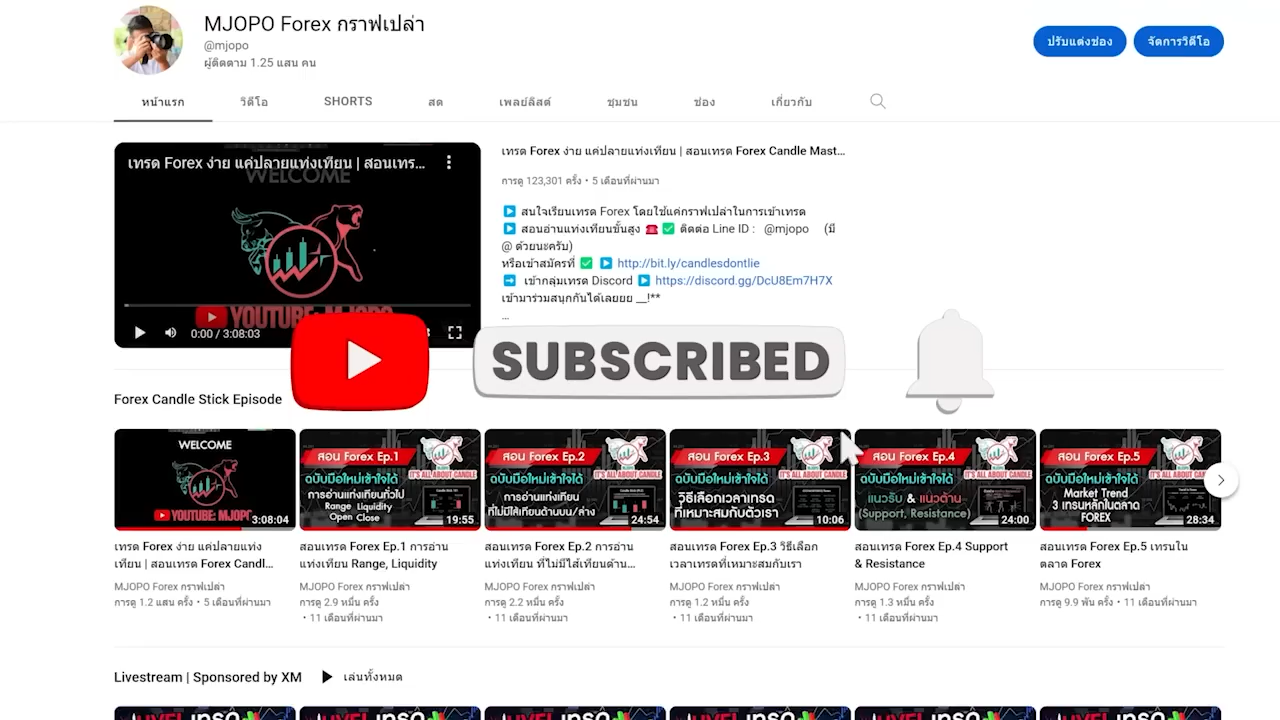 MJOPO Forex กราฟเปล่า
@mjopo
ผู้ติดตาม 1.25 แสน คน
ปรับแต่งช่อง
จัดการวิดีโอ
หน้าแรก
วิดีโอ
SHORTS
สด
เพลย์ลิสต์
ชุมชน
ช่อง
เกี่ยวกับ
เทรด Forex ง่าย แค่ปลายแท่งเทียน | สอนเทร...
WELCOME
YOUTUBE: MJOPO
0:00 / 3:08:03
เทรด Forex ง่าย แค่ปลายแท่งเทียน | สอนเทรด Forex Candle Mast...
การดู 123,301 ครั้ง • 5 เดือนที่ผ่านมา
สนใจเรียนเทรด Forex โดยใช้แค่กราฟเปล่าในการเข้าเทรด
สอนอ่านแท่งเทียนขั้นสูง ติดต่อ Line ID : @mjopo (มี
@ ด้วยนะครับ)
หรือเข้าสมัครที่ http://bit.ly/candlesdontlie
เข้ากลุ่มเทรด Discord https://discord.gg/DcU8Em7H7X
เข้ามาร่วมสนุกกันได้เลยยย __!**
...
SUBSCRIBED
Forex Candle Stick Episode
WELCOME
YOUTUBE: MJOPO
3:08:04
สอน Forex Ep.1
IT'S ALL ABOUT CANDLE
ฉบับมือใหม่เข้าใจได้
การอ่านแท่งเทียนทั่วไป
Range Liquidity
Open Close
19:55
สอน Forex Ep.2
IT'S ALL ABOUT CANDLE
ฉบับมือใหม่เข้าใจได้
การอ่านแท่งเทียน
ที่ไม่มีไส้เทียนด้านบน/ล่าง
24:54
สอน Forex Ep.3
IT'S ALL ABOUT CANDLE
ฉบับมือใหม่เข้าใจได้
วิธีเลือกเวลาเทรด
ที่เหมาะสมกับตัวเรา
10:06
สอน Forex Ep.4
IT'S ALL ABOUT CANDLE
ฉบับมือใหม่เข้าใจได้
แนวรับ & แนวต้าน
(Support, Resistance)
24:00
สอน Forex Ep.5
ฉบับมือใหม่เข้าใจได้
Market Trend
3 เทรนหลักในตลาด
FOREX
28:34
เทรด Forex ง่าย แค่ปลายแท่ง
เทียน | สอนเทรด Forex Candl...
MJOPO Forex กราฟเปล่า
การดู 1.2 แสน ครั้ง • 5 เดือนที่ผ่านมา
สอนเทรด Forex Ep.1 การอ่าน
แท่งเทียน Range, Liquidity
MJOPO Forex กราฟเปล่า
การดู 2.9 หมื่น ครั้ง
• 11 เดือนที่ผ่านมา
สอนเทรด Forex Ep.2 การอ่าน
แท่งเทียน ที่ไม่มีไส้เทียนด้าน...
MJOPO Forex กราฟเปล่า
การดู 2.2 หมื่น ครั้ง
• 11 เดือนที่ผ่านมา
สอนเทรด Forex Ep.3 วิธีเลือก
เวลาเทรดที่เหมาะสมกับเรา
MJOPO Forex กราฟเปล่า
การดู 1.2 หมื่น ครั้ง
• 11 เดือนที่ผ่านมา
สอนเทรด Forex Ep.4 Support
& Resistance
MJOPO Forex กราฟเปล่า
การดู 1.3 หมื่น ครั้ง
• 11 เดือนที่ผ่านมา
สอนเทรด Forex Ep.5 เทรนใน
ตลาด Forex
MJOPO Forex กราฟเปล่า
การดู 9.9 พัน ครั้ง • 11 เดือนที่ผ่านมา
Livestream | Sponsored by XM
เล่นทั้งหมด